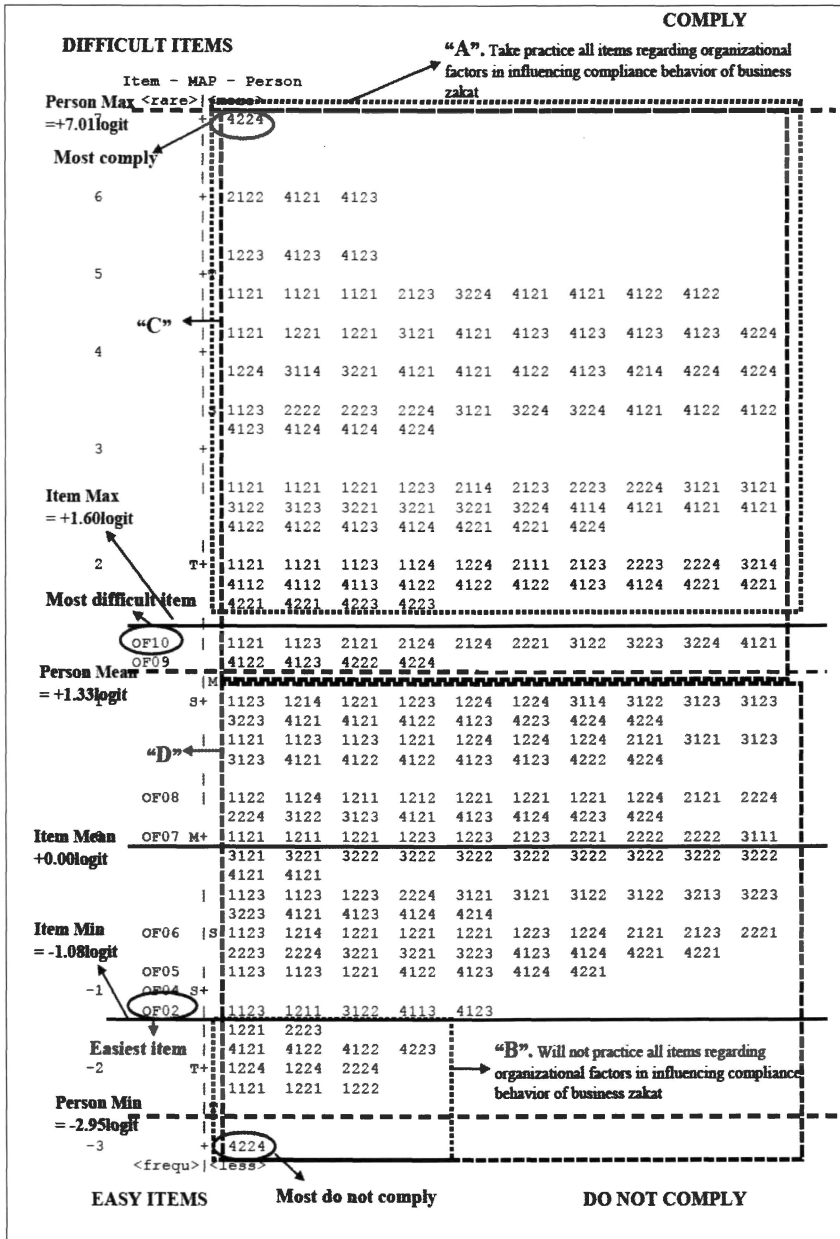 COMPLY
DIFFICULT ITEMS
“A”. Take practice all items regarding organizational
factors in influencing compliance behavior of business
zakat
Item - MAP - Person
Person Max <rare>|
=+7.01logit + 4224
Most comply
6 + 2122 4121 4123
1223 4123 4123
5 +
1121 1121 1121 2123 3224 4121 4121 4122 4122
“C”
1121 1221 1221 3121 4121 4123 4123 4123 4123 4224
4 +
1224 3114 3221 4121 4121 4122 4123 4214 4224 4224
|S 1123 2222 2223 2224 3121 3224 3224 4121 4122 4122
4123 4124 4124 4224
3 +
Item Max
= +1.60logit
| 1121 1121 1221 1223 2114 2123 2223 2224 3121 3121
3122 3123 3221 3221 3221 3224 4114 4121 4121 4121
4122 4122 4123 4124 4221 4221 4224
2 T+ 1121 1121 1123 1124 1224 2111 2123 2223 2224 3214
4112 4112 4113 4122 4122 4122 4123 4124 4221 4221
Most difficult item
4221 4221 4223 4223
OF10 | 1121 1123 2121 2124 2124 2221 3122 3223 3224 4121
OF09 4122 4123 4222 4224
Person Mean
= +1.33logit
|M
S+ 1123 1214 1221 1223 1224 1224 3114 3122 3123 3123
3223 4121 4121 4122 4123 4223 4224 4224
| 1121 1123 1123 1221 1224 1224 1224 2121 3121 3123
“D”
3123 4121 4122 4122 4123 4123 4222 4224
OF08 | 1122 1124 1211 1212 1221 1221 1221 1224 2121 2224
2224 3122 3123 4121 4123 4124 4223 4224
Item Mean OF07 M+ 1121 1211 1221 1223 1223 2123 2221 2222 2222 3111
+0.00logit 3121 3221 3222 3222 3222 3222 3222 3222 3222 3222
4121 4121
| 1123 1123 1223 2224 3121 3121 3122 3122 3213 3223
3223 4121 4123 4124 4214
Item Min OF06 |S 1123 1214 1221 1221 1221 1223 1224 2121 2123 2221
= -1.08logit 2223 2224 3221 3221 3223 4123 4124 4221 4221
OF05 | 1123 1123 1221 4122 4123 4124 4221
-1 OF04 S+
OF02 | 1123 1211 3122 4113 4123
1221 2223
Easiest item
4121 4122 4122 4223
“B”. Will not practice all items regarding
organizational factors in influencing compliance
behavior of business zakat
-2 T+ 1224 1224 2224
1121 1221 1222
Person Min
= -2.95logit
-3 + 4224
<frequ>|<less>
EASY ITEMS
Most do not comply
DO NOT COMPLY